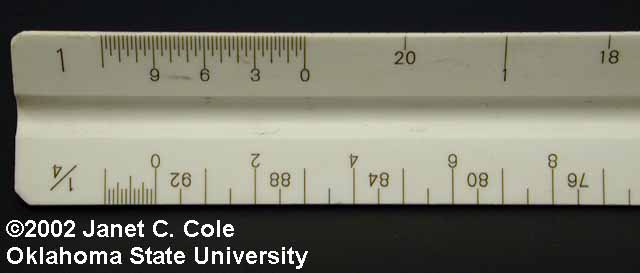 1 9 6 3 0 20 1 18
1/4 0 92 2 88 4 84 6 80 8 76
©2002 Janet C. Cole
Oklahoma State University